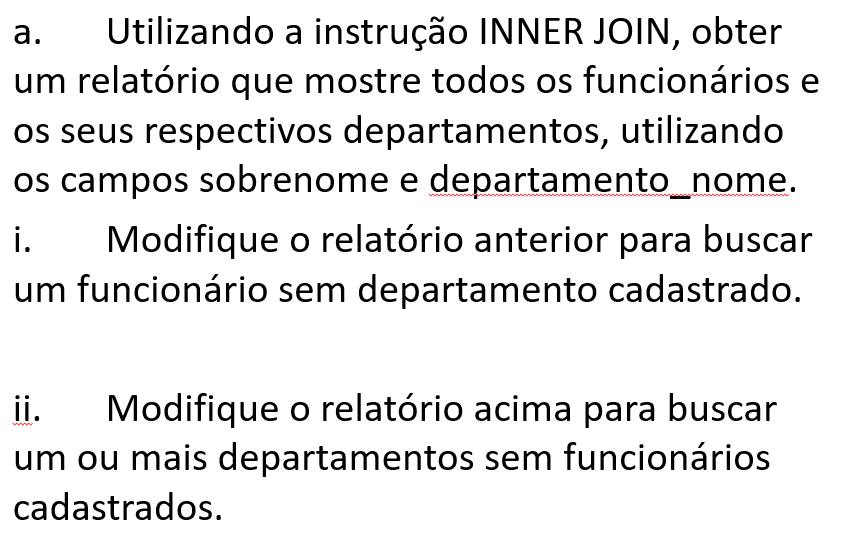 a. Utilizando a instrução INNER JOIN, obter
um relatório que mostre todos os funcionários e
os seus respectivos departamentos, utilizando
os campos sobrenome e departamento_nome.
i. Modifique o relatório anterior para buscar
um funcionário sem departamento cadastrado.
ii. Modifique o relatório acima para buscar
um ou mais departamentos sem funcionários
cadastrados.